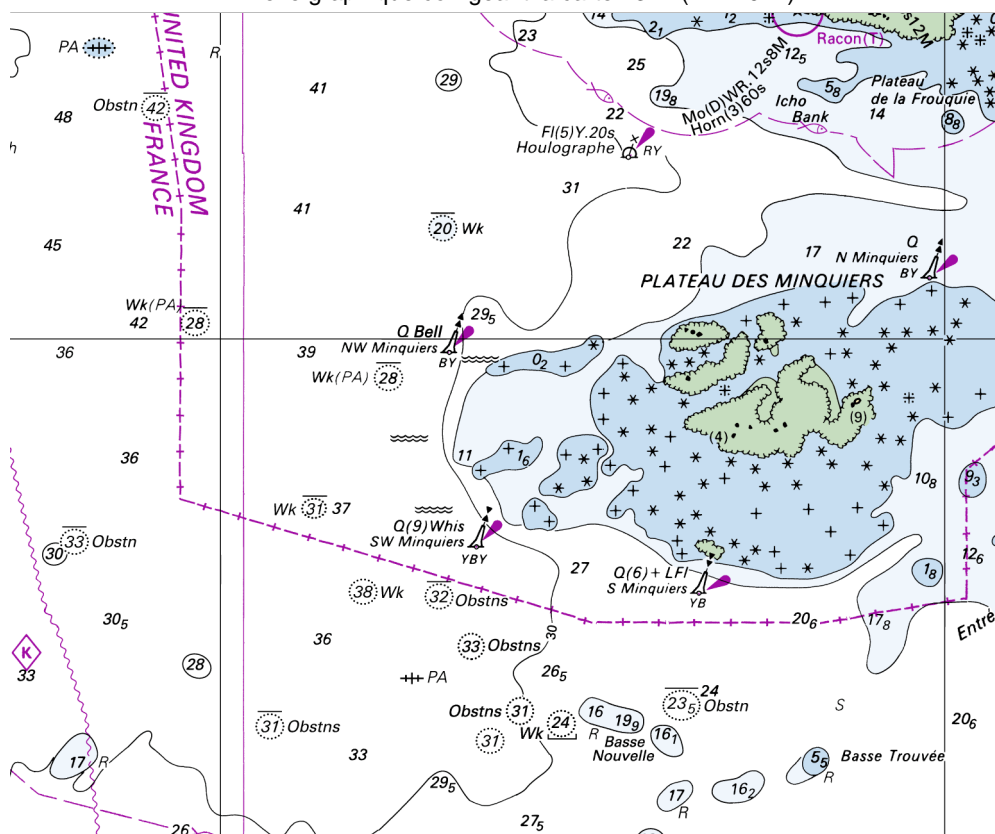 23
14
2₁
1₂
s12M
Racon(T)
12₅
PA
R
41
29
25
19₈
Mo(D)WR.12s8M
Horn(3)60s
5₈
Plateau
de la Frouquie
Icho
Bank
14
8₈
Obstn
42
48
UNITED KINGDOM
FRANCE
22
Fl(5)Y.20s
Houlographe
RY
h
31
41
20 Wk
45
22
17
Q
N Minquiers
BY
PLATEAU DES MINQUIERS
Wk(PA)
42
28
29₅
Q Bell
NW Minquiers
BY
36
39
0₂
Wk(PA)
28
(9)
(4)
36
11
1₆
10₈
9₃
Wk
31
37
Q(9)Whis
SW Minquiers
YBY
30
33
Obstn
12₆
27
Q(6)+LFl
S Minquiers
YB
1₈
38 Wk
32
Obstns
30₅
30
20₆
17₈
Entré
36
33 Obstns
K
33
28
PA
26₅
24
23₅
Obstn
S
Obstns
31
16
19₉
20₆
31
Obstns
Wk
24
R
Basse
Nouvelle
16₁
31
33
17
R
5₅
Basse Trouvée
R
29₅
17
R
16₂
26
27₅